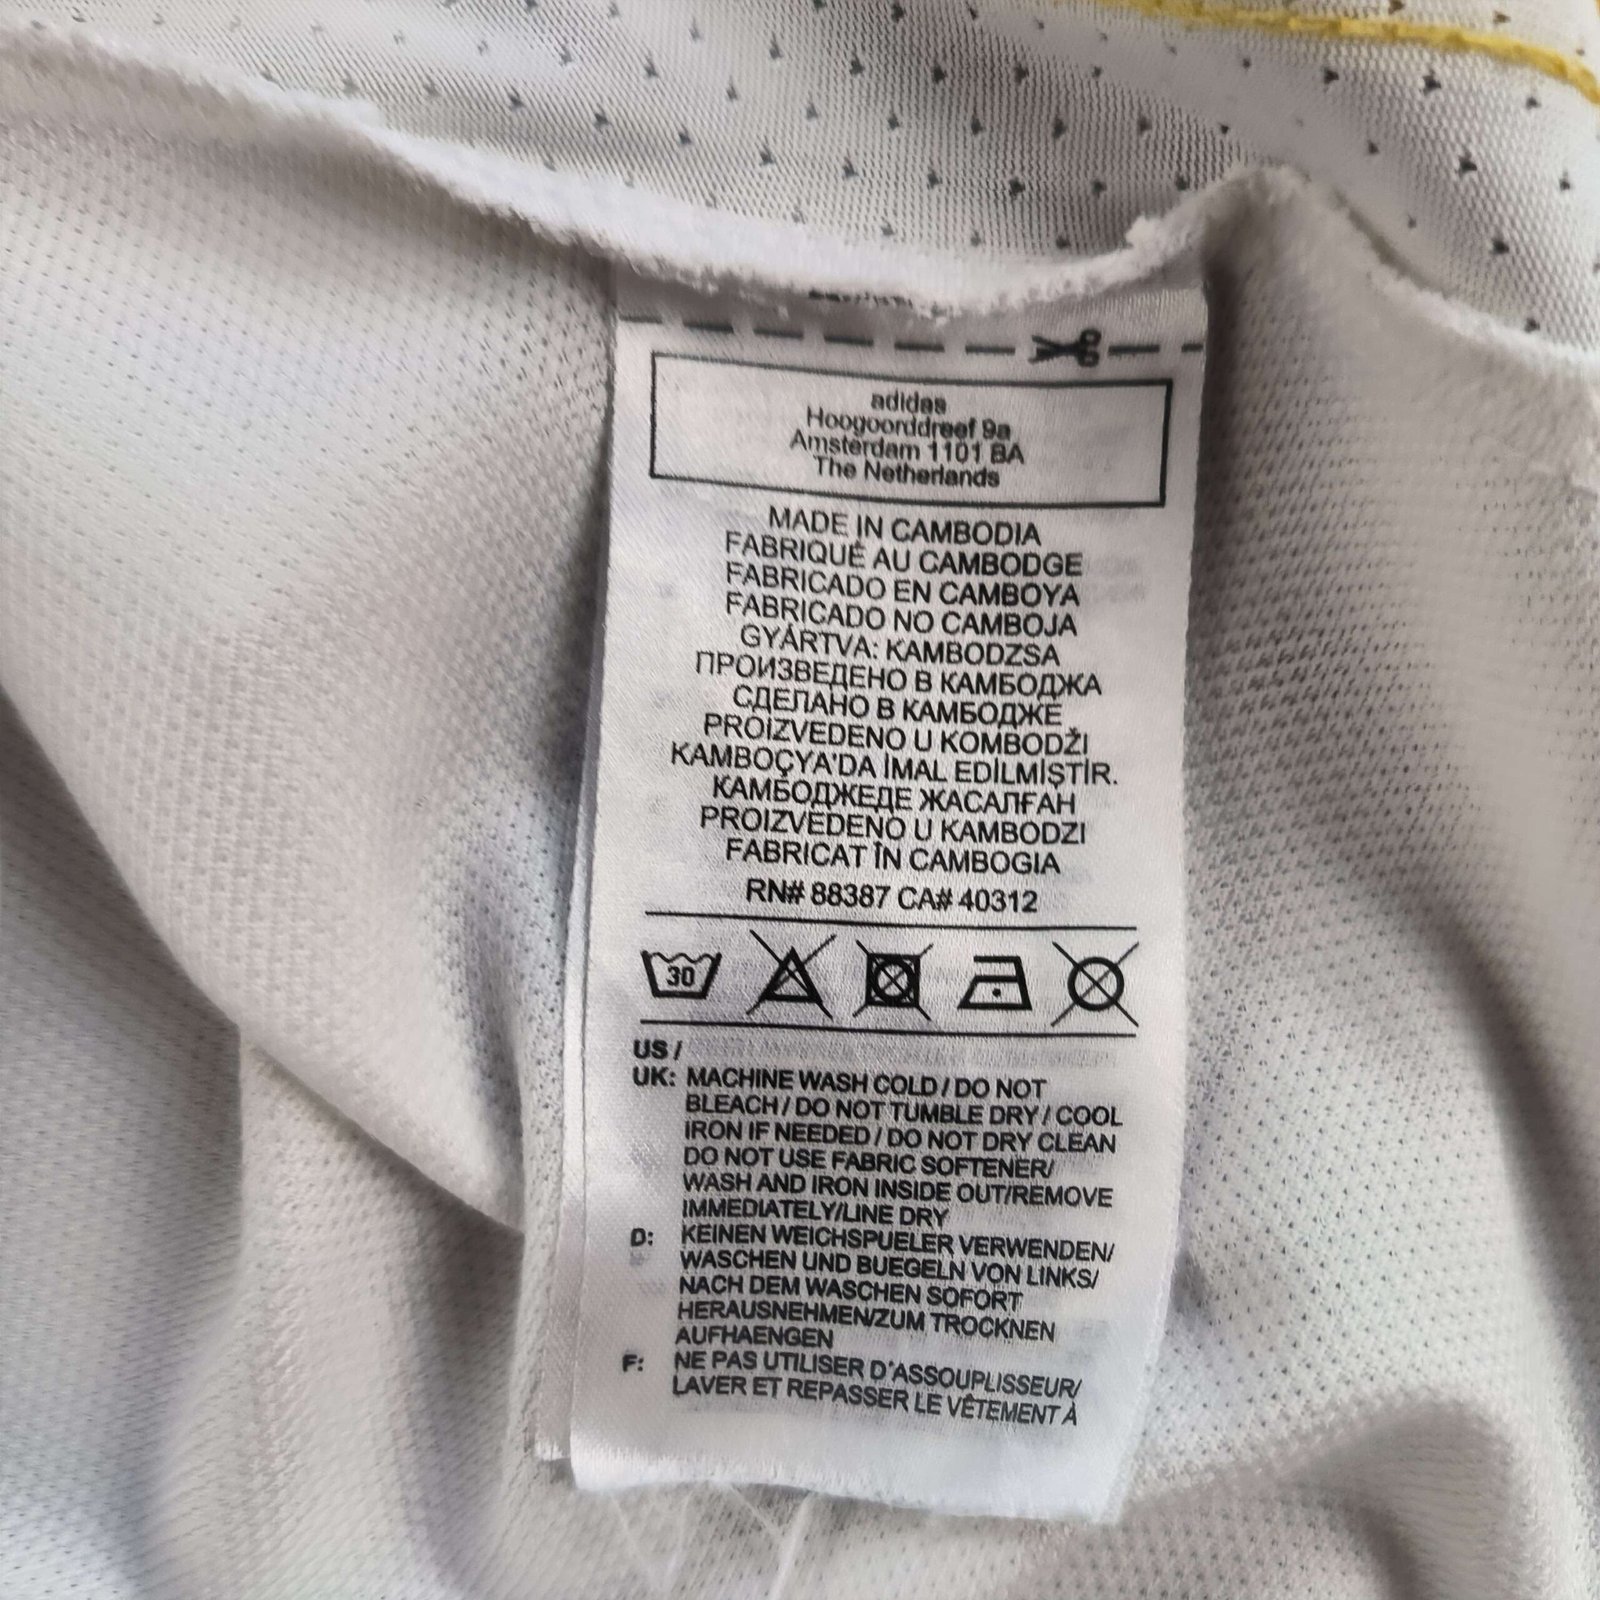 adidas
Hoogoorddreef 9a
Amsterdam 1101 BA
The Netherlands
MADE IN CAMBODIA
FABRIQUÉ AU CAMBODGE
FABRICADO EN CAMBOYA
FABRICADO NO CAMBOJA
GYÁRTVA: KAMBODZSA
ПРОИЗВЕДЕНО В КАМБОДЖА
СДЕЛАНО В КАМБОДЖЕ
PROIZVEDENO U KOMBODŽI
KAMBOÇYA'DA İMAL EDİLMİŞTİR.
КАМБОДЖЕДЕ ЖАСАЛҒАН
PROIZVEDENO U KAMBODZI
FABRICAT ÎN CAMBOGIA
RN# 88387 CA# 40312
30
US /
UK: MACHINE WASH COLD / DO NOT
BLEACH / DO NOT TUMBLE DRY / COOL
IRON IF NEEDED / DO NOT DRY CLEAN
DO NOT USE FABRIC SOFTENER/
WASH AND IRON INSIDE OUT/REMOVE
IMMEDIATELY/LINE DRY
D: KEINEN WEICHSPUELER VERWENDEN/
WASCHEN UND BUEGELN VON LINKS/
NACH DEM WASCHEN SOFORT
HERAUSNEHMEN/ZUM TROCKNEN
AUFHAENGEN
F: NE PAS UTILISER D'ASSOUPLISSEUR/
LAVER ET REPASSER LE VÊTEMENT À